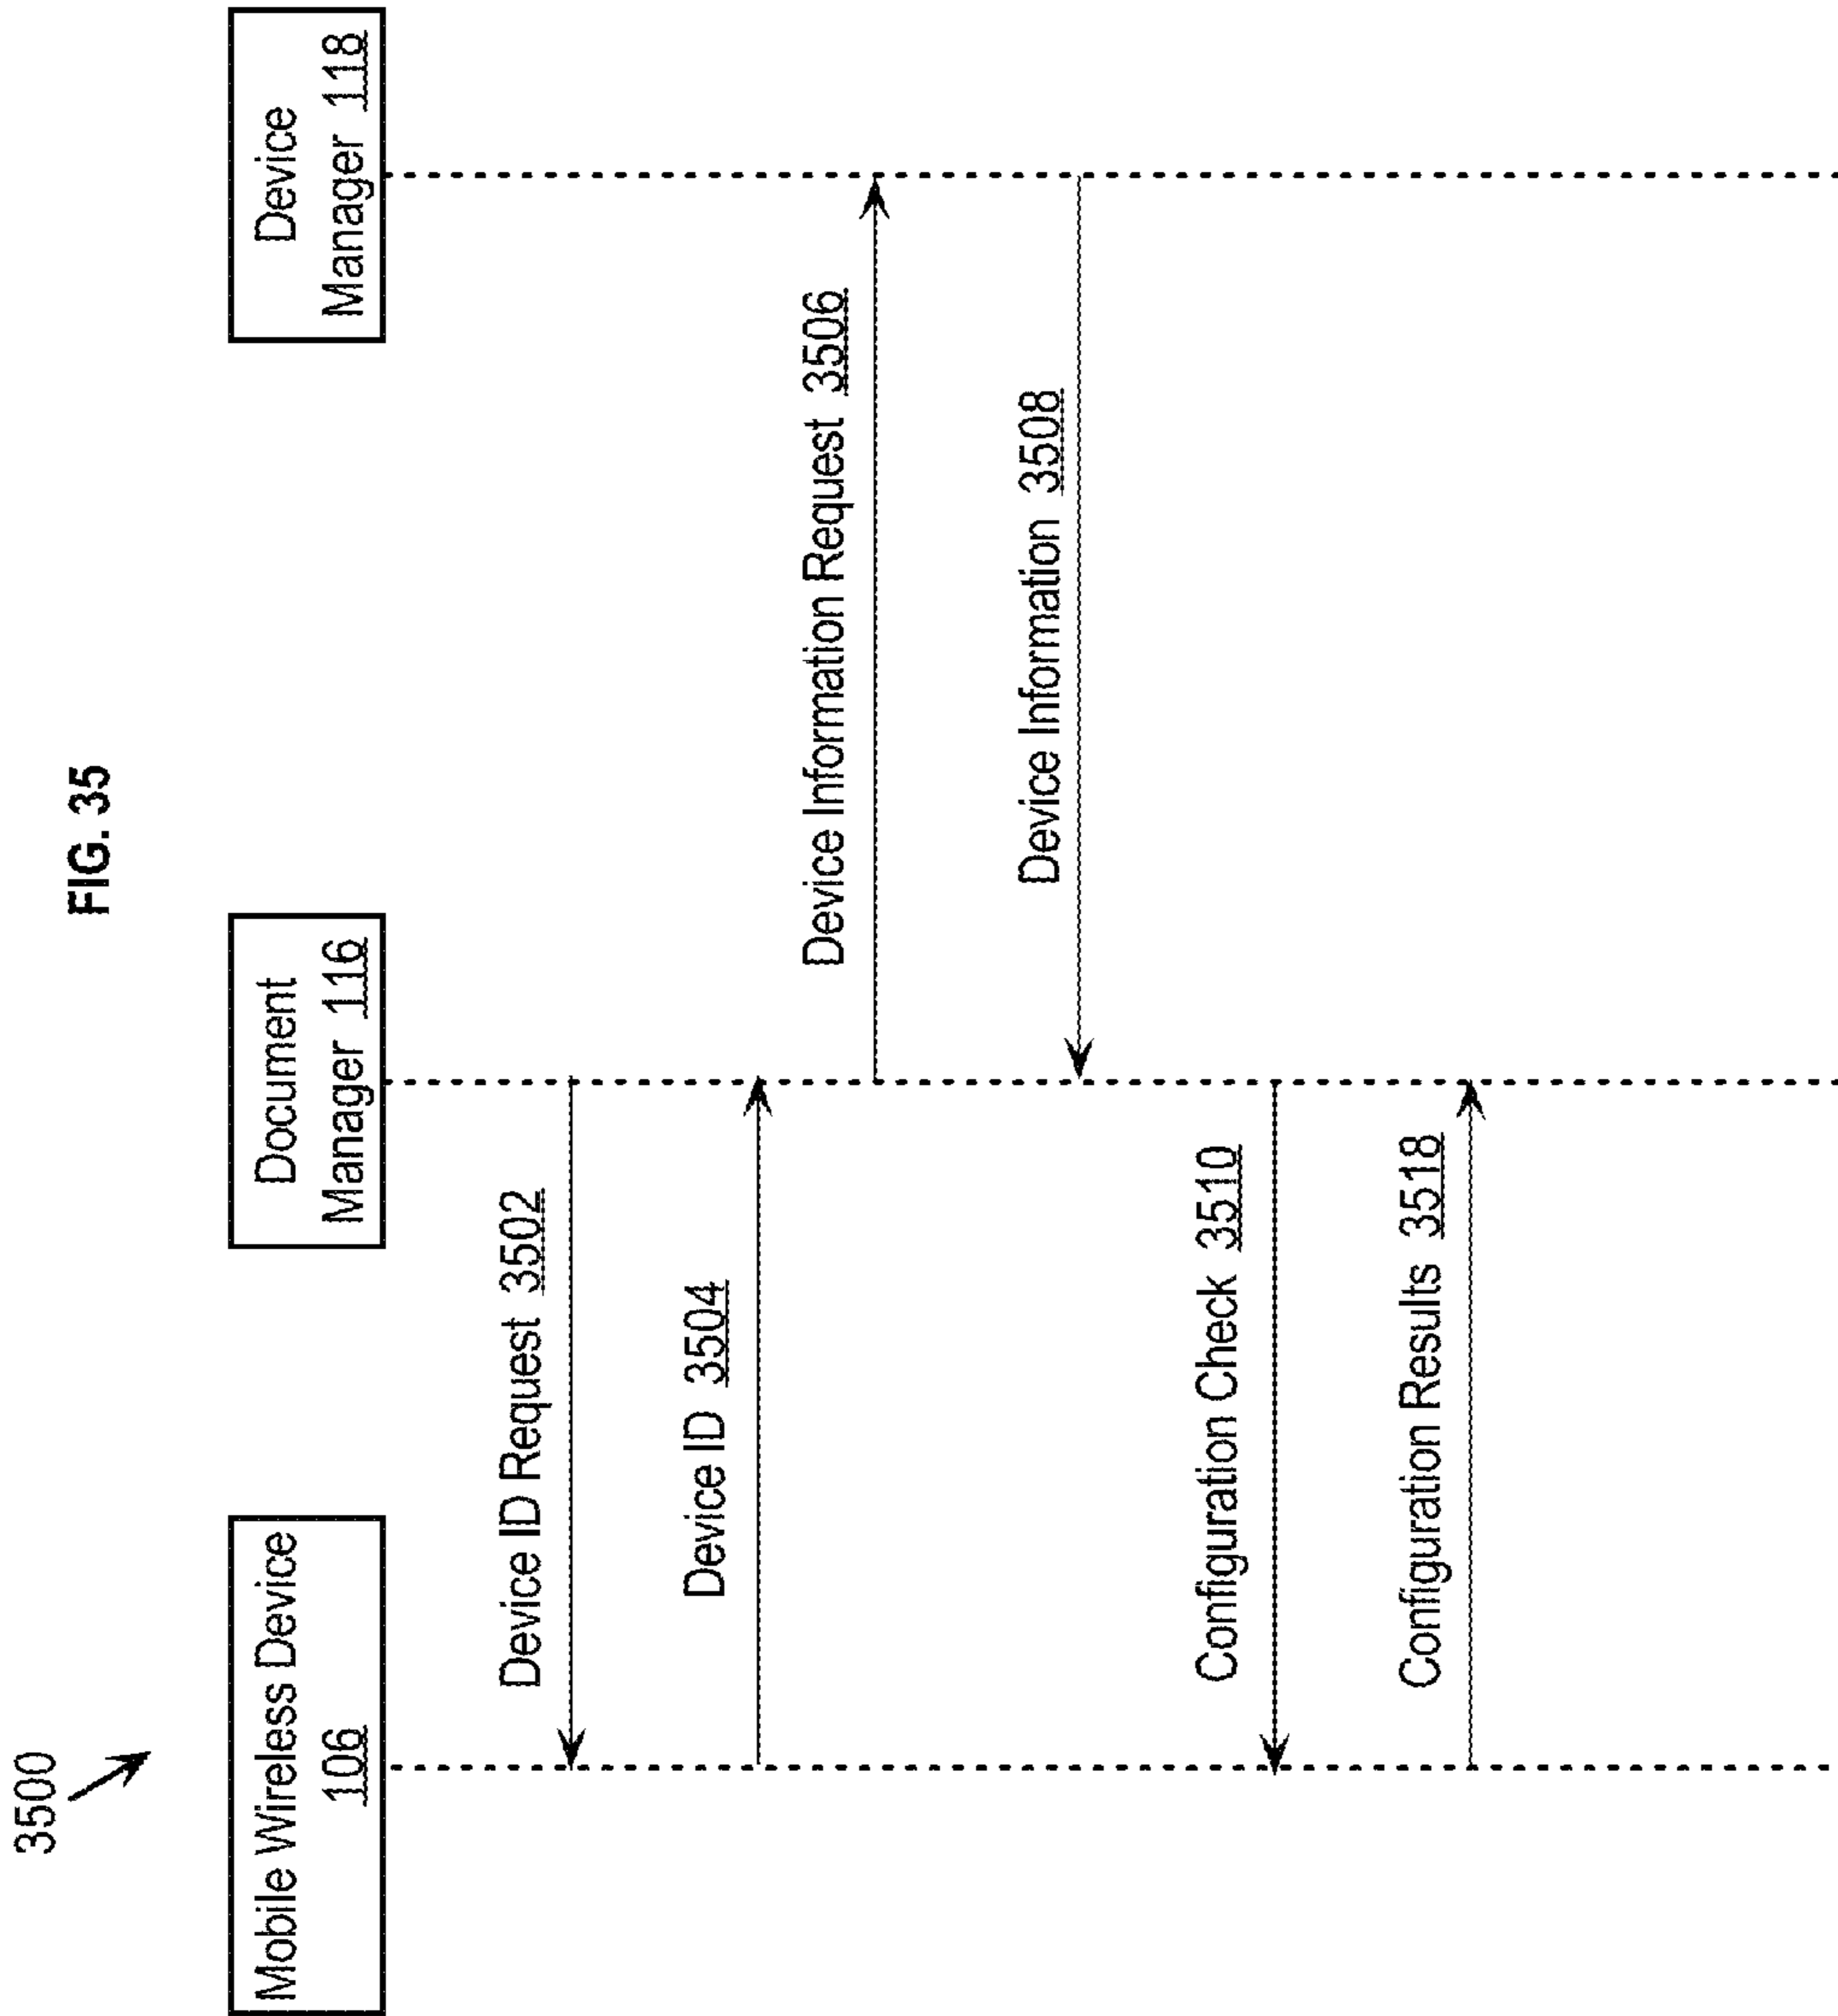 FIG. 35
3500
Mobile Wireless Device
106
Document
Manager 116
Device
Manager 118
Device ID Request 3502
Device ID 3504
Device Information Request 3506
Device Information 3508
Configuration Check 3510
Configuration Results 3518